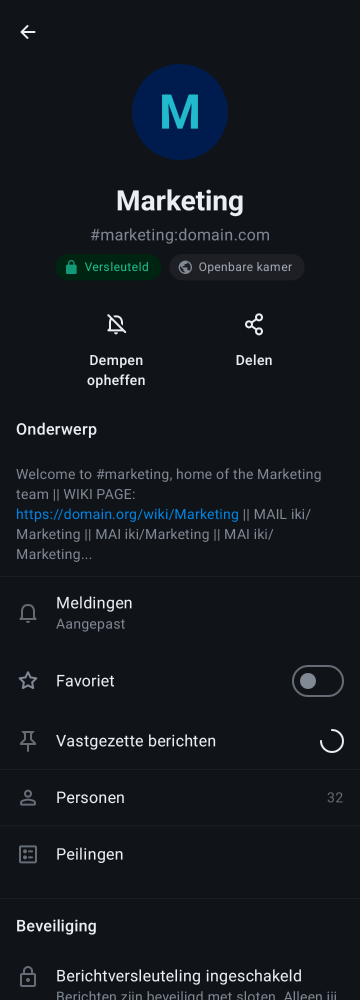 M
Marketing
#marketing:domain.com
Versleuteld
Openbare kamer
Dempen
opheffen
Delen
Onderwerp
Welcome to #marketing, home of the Marketing
team || WIKI PAGE:
https://domain.org/wiki/Marketing || MAIL iki/
Marketing || MAI iki/Marketing || MAI iki/
Marketing...
Meldingen
Aangepast
Favoriet
Vastgezette berichten
Personen
32
Peilingen
Beveiliging
Berichtversleuteling ingeschakeld
Berichten zijn beveiligd met sloten. Alleen jij